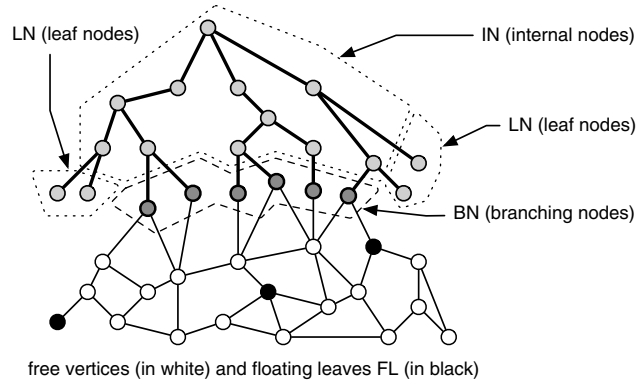 LN (leaf nodes)
IN (internal nodes)
LN (leaf nodes)
BN (branching nodes)
free vertices (in white) and floating leaves FL (in black)